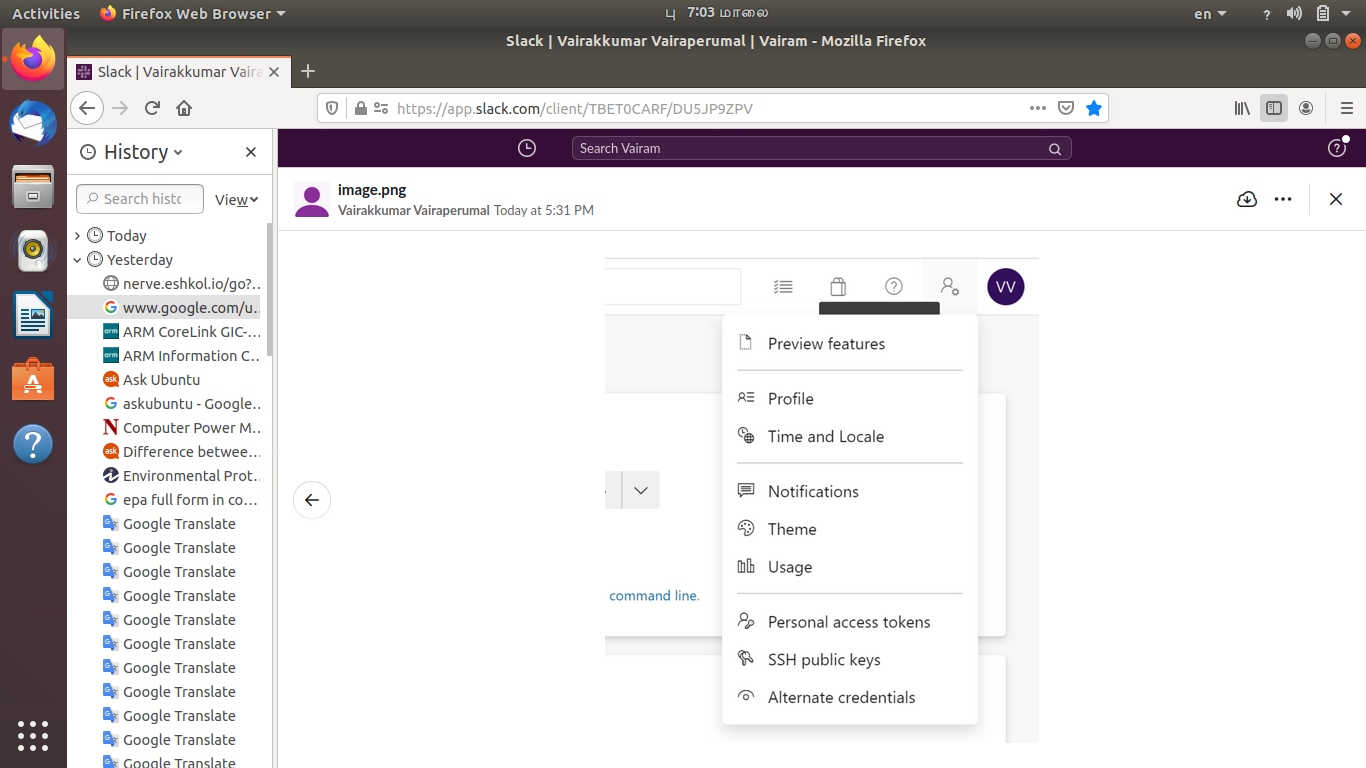 Activities
Firefox Web Browser
பு 7:03 மாலை
en
?
Slack | Vairakkumar Vairaperumal | Vairam - Mozilla Firefox
Slack | Vairakkumar Vaira
https://app.slack.com/client/TBET0CARF/DU5JP9ZPV
History
Search histo
View
Today
Yesterday
nerve.eshkol.io/go?...
www.google.com/u...
ARM CoreLink GIC-...
ARM Information C...
Ask Ubuntu
askubuntu - Google...
Computer Power M...
Difference betwee...
Environmental Prot...
epa full form in co...
Google Translate
Google Translate
Google Translate
Google Translate
Google Translate
Google Translate
Google Translate
Google Translate
Google Translate
Google Translate
Google Translate
Search Vairam
image.png
Vairakkumar Vairaperumal Today at 5:31 PM
VV
Preview features
Profile
Time and Locale
Notifications
Theme
Usage
command line.
Personal access tokens
SSH public keys
Alternate credentials